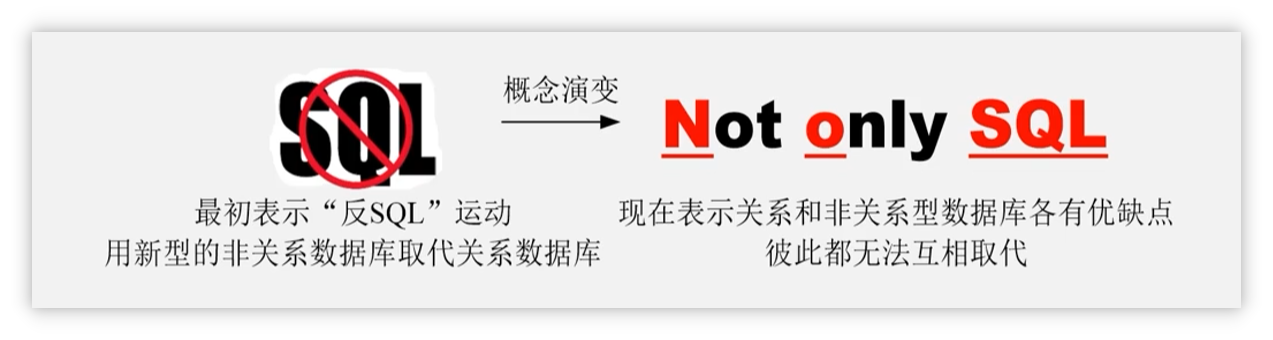 SQL
概念演变
Not only SQL
最初表示“反SQL”运动
用新型的非关系数据库取代关系数据库
现在表示关系和非关系型数据库各有优缺点
彼此都无法互相取代